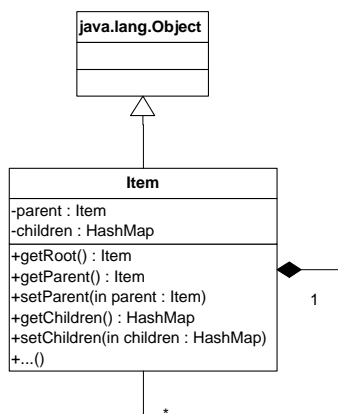 java.lang.Object
Item
-parent : Item
-children : HashMap
+getRoot() : Item
+getParent() : Item
+setParent(in parent : Item)
+getChildren() : HashMap
+setChildren(in children : HashMap)
+...()
1
*